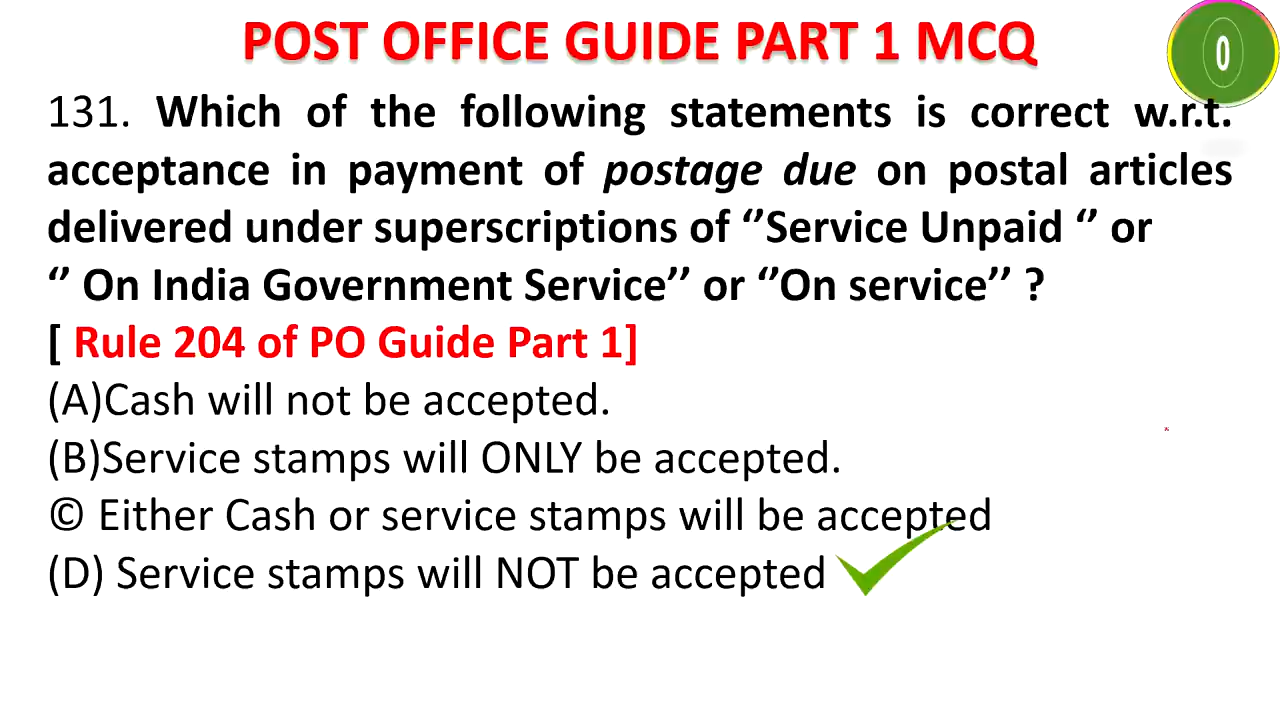 POST OFFICE GUIDE PART 1 MCQ
0
131. Which of the following statements is correct w.r.t.
acceptance in payment of postage due on postal articles
delivered under superscriptions of ‘’Service Unpaid ‘’ or
‘’ On India Government Service’’ or ‘’On service’’ ?
[ Rule 204 of PO Guide Part 1]
(A)Cash will not be accepted.
(B)Service stamps will ONLY be accepted.
© Either Cash or service stamps will be accepted
(D) Service stamps will NOT be accepted